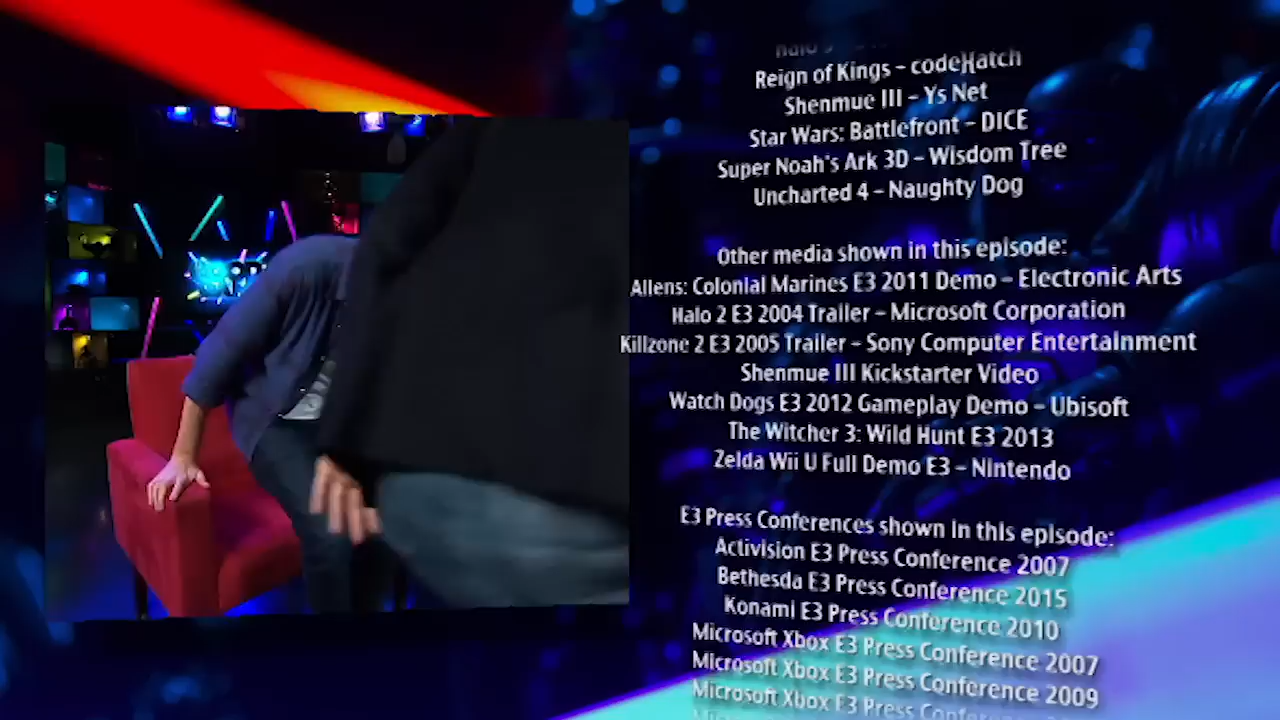 Reign of Kings - codeHatch
Shenmue III - Ys Net
Star Wars: Battlefront - DICE
Super Noah's Ark 3D - Wisdom Tree
Uncharted 4 - Naughty Dog
Other media shown in this episode:
Aliens: Colonial Marines E3 2011 Demo - Electronic Arts
Halo 2 E3 2004 Trailer - Microsoft Corporation
Killzone 2 E3 2005 Trailer - Sony Computer Entertainment
Shenmue III Kickstarter Video
Watch Dogs E3 2012 Gameplay Demo - Ubisoft
The Witcher 3: Wild Hunt E3 2013
Zelda Wii U Full Demo E3 - Nintendo
E3 Press Conferences shown in this episode:
Activision E3 Press Conference 2007
Bethesda E3 Press Conference 2015
Konami E3 Press Conference 2010
Microsoft Xbox E3 Press Conference 2007
Microsoft Xbox E3 Press Conference 2009
Microsoft Xbox E3 Press Conference